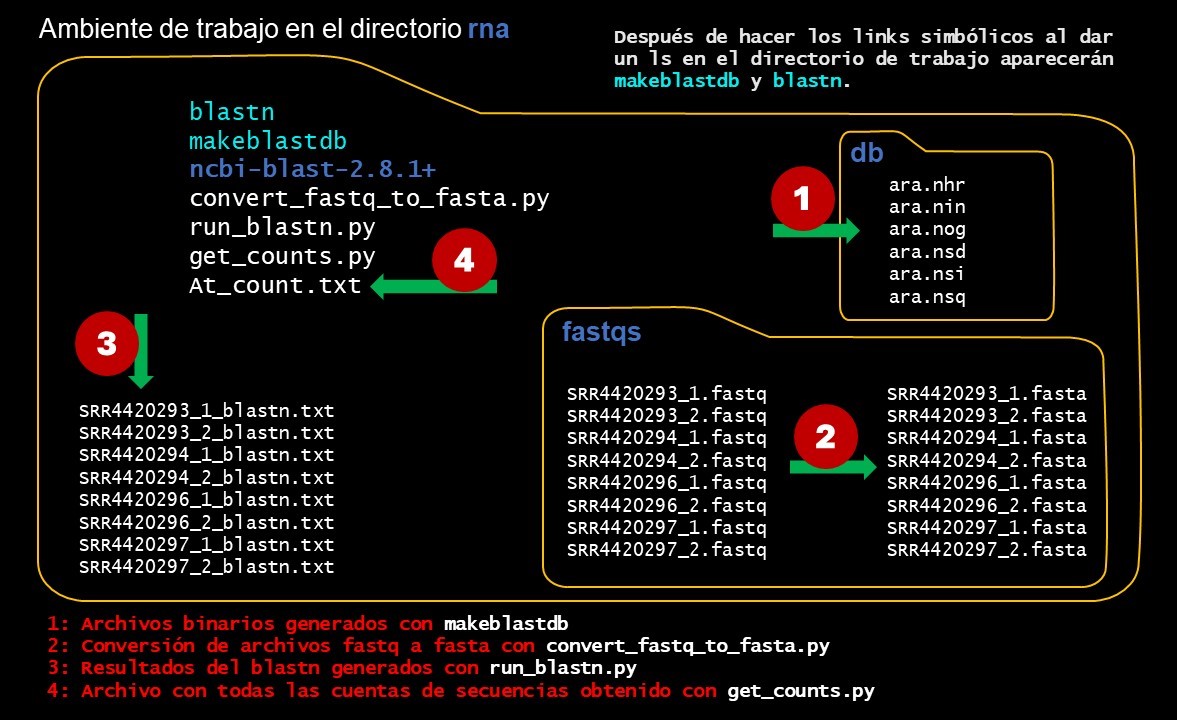 Ambiente de trabajo en el directorio rna
Después de hacer los links simbólicos al dar
un ls en el directorio de trabajo aparecerán
makeblastdb y blastn.
blastn
makeblastdb
ncbi-blast-2.8.1+
convert_fastq_to_fasta.py
run_blastn.py
get_counts.py
At_count.txt
4
1
db
ara.nhr
ara.nin
ara.nog
ara.nsd
ara.nsi
ara.nsq
3
SRR4420293_1_blastn.txt
SRR4420293_2_blastn.txt
SRR4420294_1_blastn.txt
SRR4420294_2_blastn.txt
SRR4420296_1_blastn.txt
SRR4420296_2_blastn.txt
SRR4420297_1_blastn.txt
SRR4420297_2_blastn.txt
fastqs
SRR4420293_1.fastq
SRR4420293_2.fastq
SRR4420294_1.fastq
SRR4420294_2.fastq
SRR4420296_1.fastq
SRR4420296_2.fastq
SRR4420297_1.fastq
SRR4420297_2.fastq
2
SRR4420293_1.fasta
SRR4420293_2.fasta
SRR4420294_1.fasta
SRR4420294_2.fasta
SRR4420296_1.fasta
SRR4420296_2.fasta
SRR4420297_1.fasta
SRR4420297_2.fasta
1: Archivos binarios generados con makeblastdb
2: Conversión de archivos fastq a fasta con convert_fastq_to_fasta.py
3: Resultados del blastn generados con run_blastn.py
4: Archivo con todas las cuentas de secuencias obtenido con get_counts.py